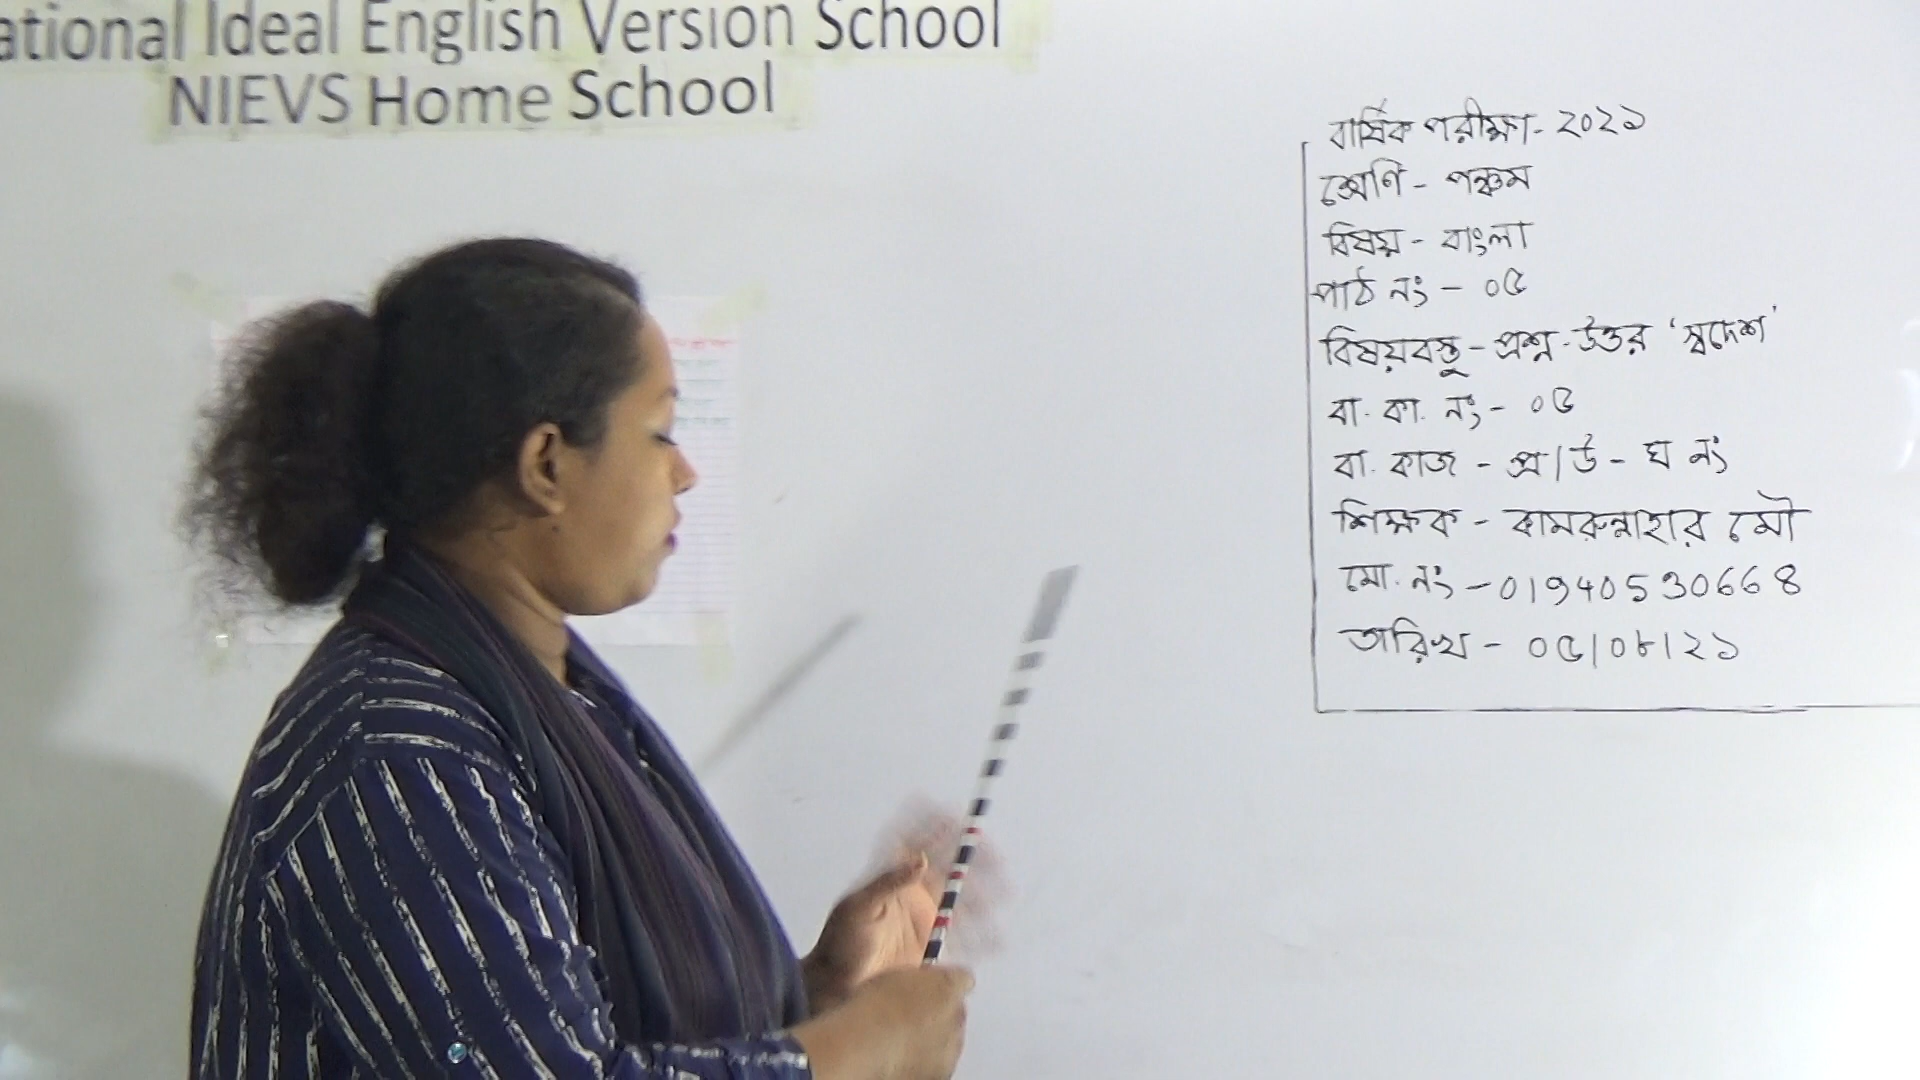 ational Ideal English Version School
NIEVS Home School
বার্ষিক পরীক্ষা - ২০২১
শ্রেণি - পঞ্চম
বিষয় - বাংলা
পাঠ নং - ০৫
বিষয়বস্তু - প্রশ্ন - উত্তর 'স্বদেশ'
বা. কা. নং - ০৫
বা. কাজ - প্র/উ - ঘ নং
শিক্ষক - কামরুন্নাহার মৌ
মো. নং - 01940530668
তারিখ - ০৫/০৮/২১